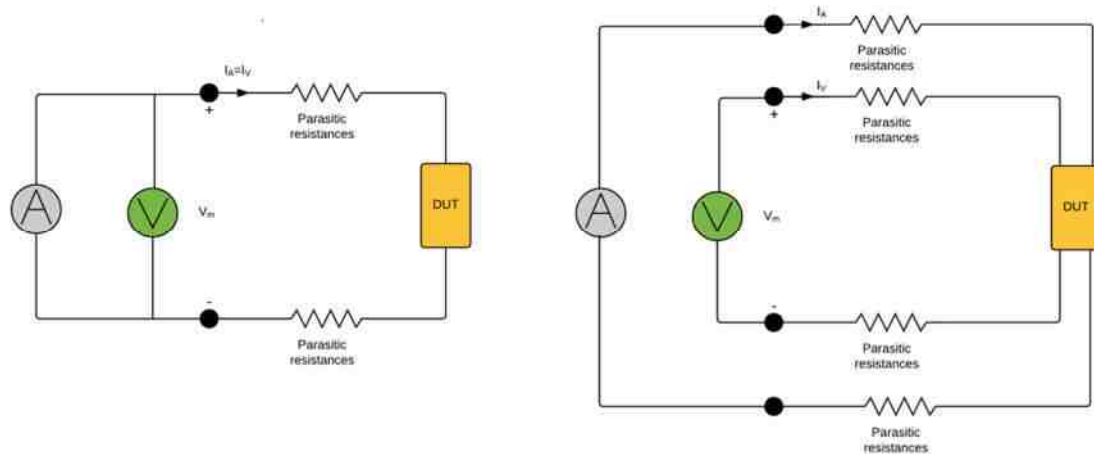 I_A=I_V
+
Parasitic
resistances
A
V
V_m
DUT
-
Parasitic
resistances
I_A
Parasitic
resistances
I_V
+
Parasitic
resistances
A
V
V_m
DUT
-
Parasitic
resistances
Parasitic
resistances